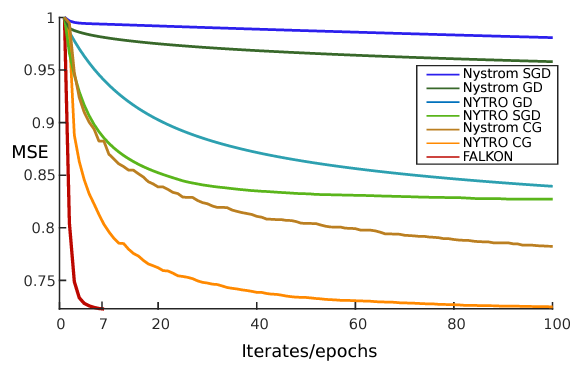 1
0.95
0.9
0.85
0.8
0.75
MSE
Nystrom SGD
Nystrom GD
NYTRO GD
NYTRO SGD
Nystrom CG
NYTRO CG
FALKON
0 7 20 40 60 80 100
Iterates/epochs